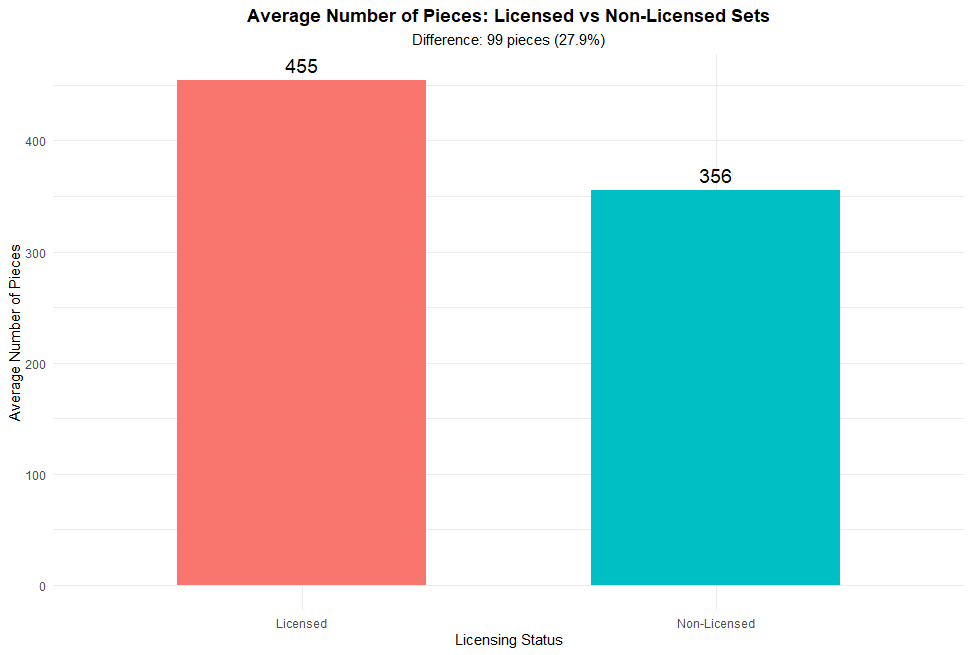 Average Number of Pieces: Licensed vs Non-Licensed Sets
Difference: 99 pieces (27.9%)
455
356
400
300
200
100
0
Average Number of Pieces
Licensed
Non-Licensed
Licensing Status